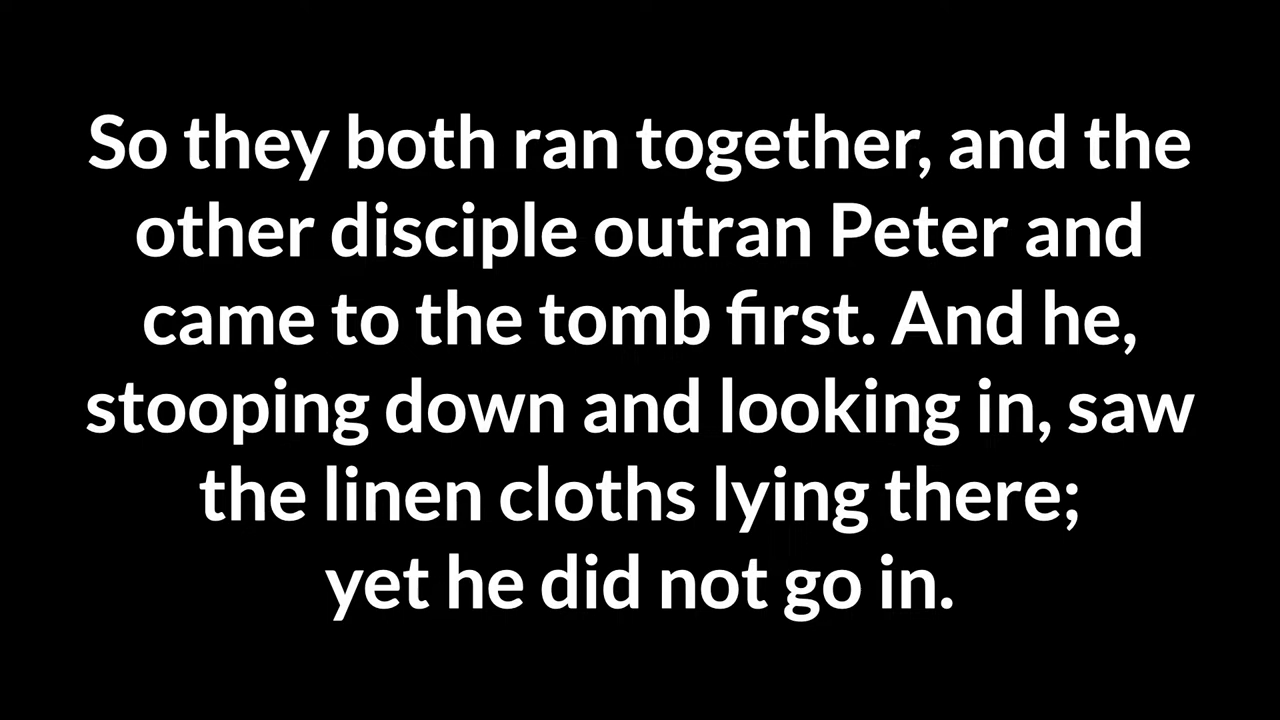 So they both ran together, and the
other disciple outran Peter and
came to the tomb first. And he,
stooping down and looking in, saw
the linen cloths lying there;
yet he did not go in.